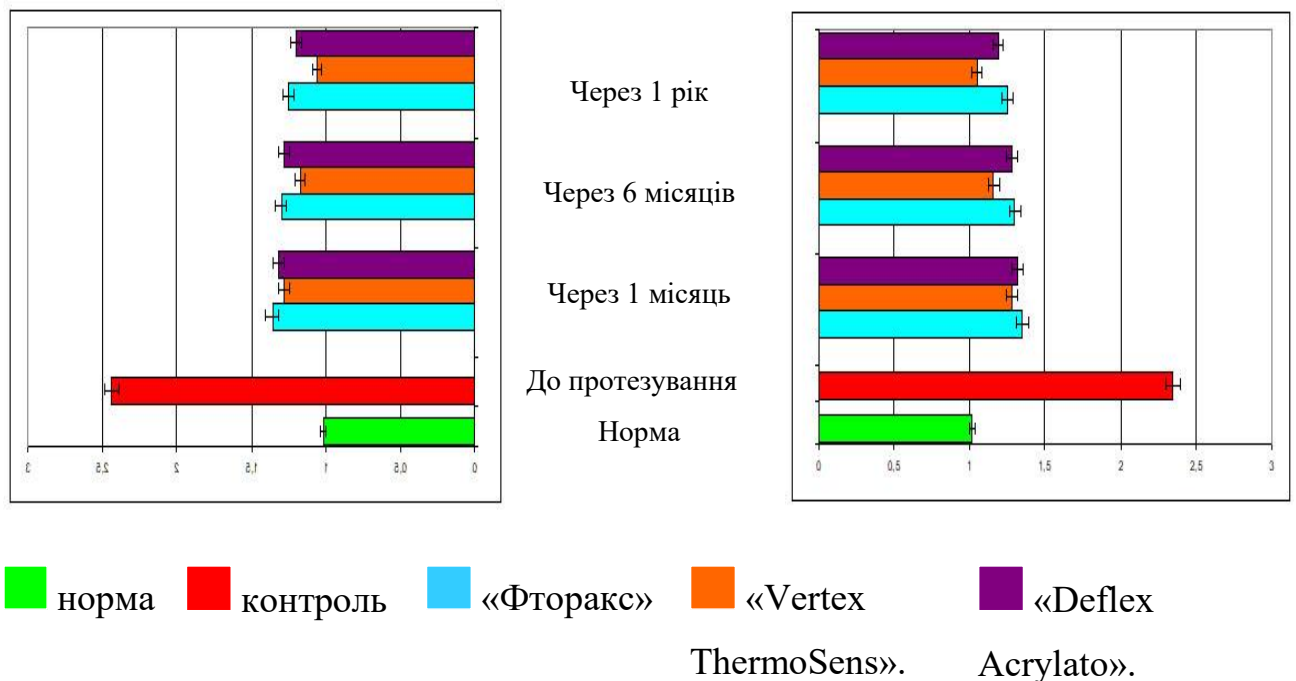 Через 1 рік
Через 6 місяців
Через 1 місяць
До протезування
Норма
3 2,5 2 1,5 1 0,5 0
0 0,5 1 1,5 2 2,5 3
норма контроль «Фторакс» «Vertex ThermoSens». «Deflex Acrylato».